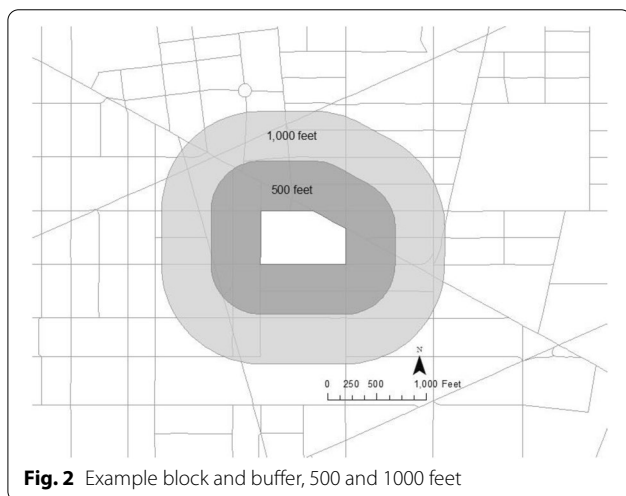 1,000 feet
500 feet
N
0 250 500 1,000 Feet
Fig. 2 Example block and buffer, 500 and 1000 feet